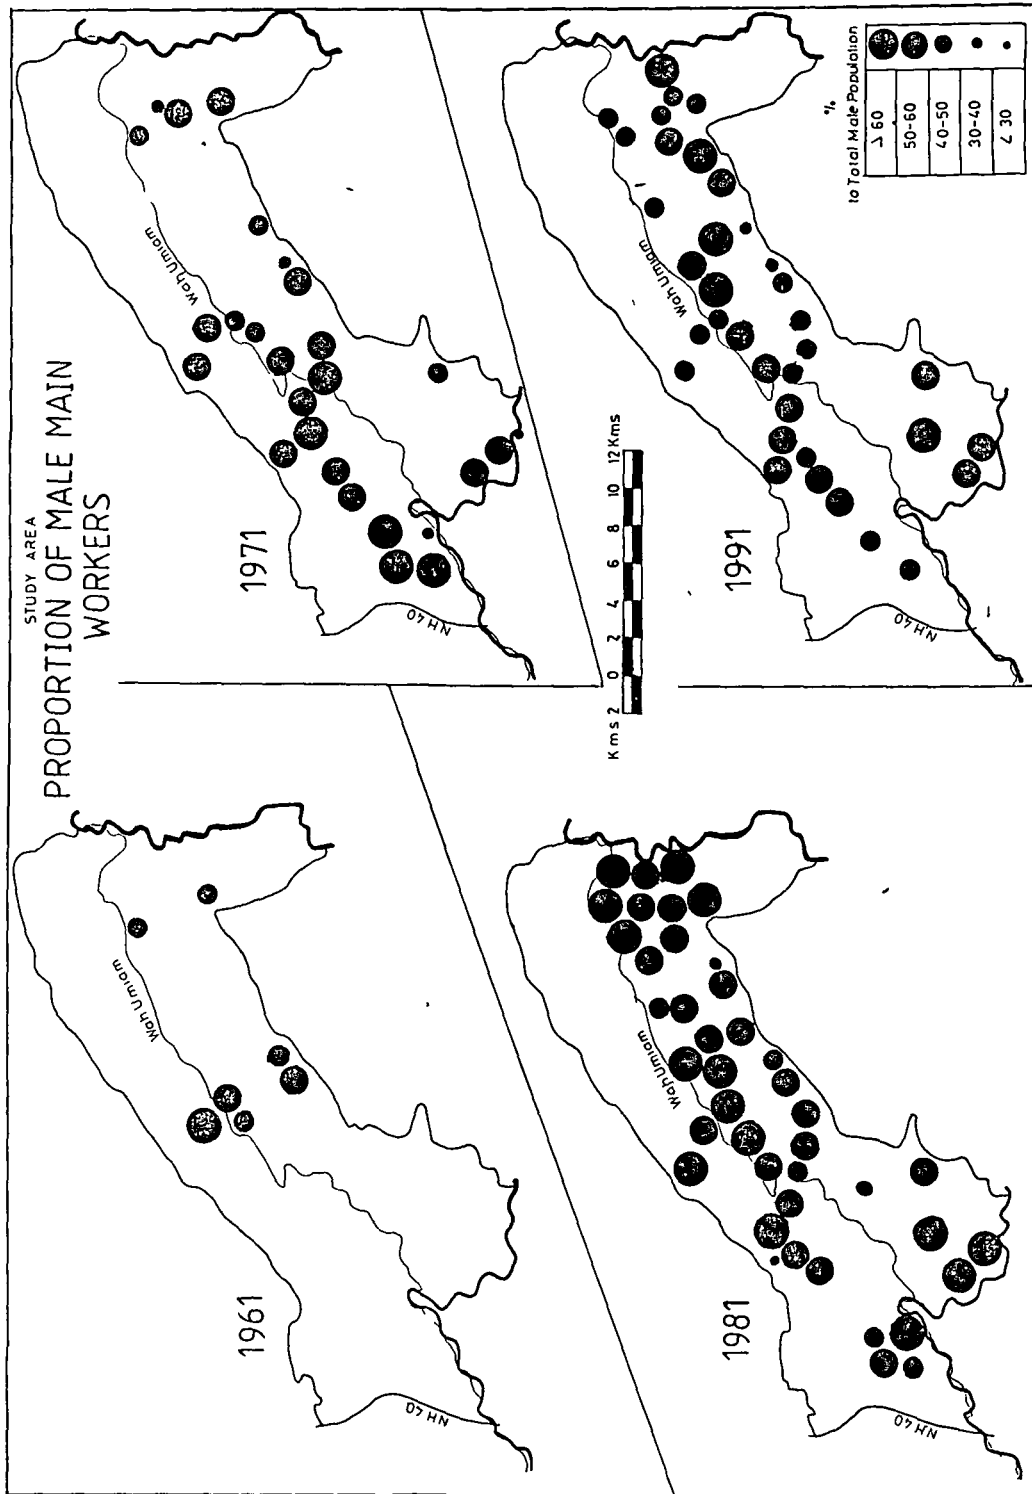 STUDY AREA
PROPORTION OF MALE MAIN
WORKERS
1961
Wah Umiam
NH 40
1971
Wah Umiam
NH 40
1981
Wah Umiam
NH 40
1991
Wah Umiam
NH 40
Kms 2 0 2 4 6 8 10 12 Kms
%
to Total Male Population
> 60
50-60
40-50
30-40
< 30